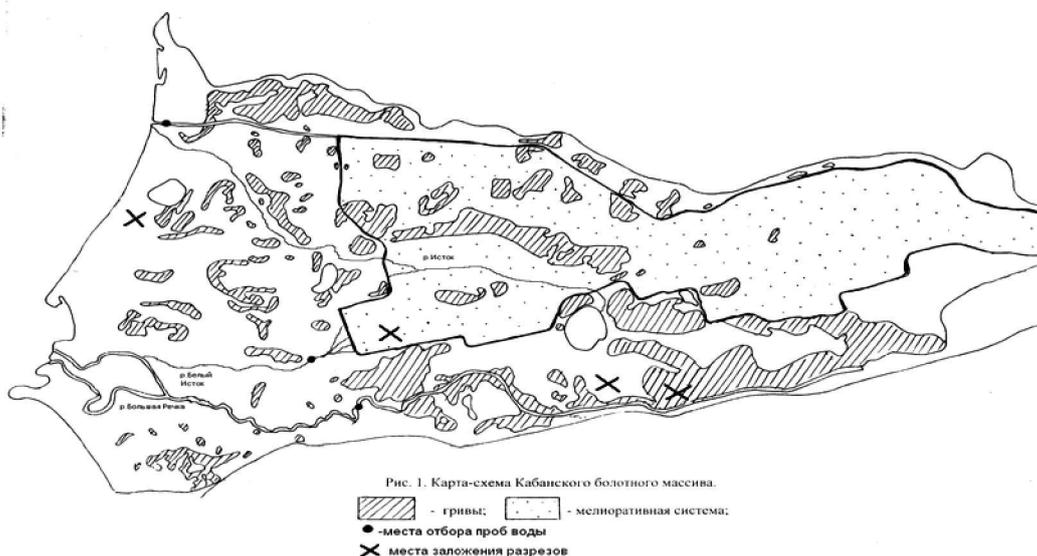 р.Исток
р.Белый
Исток
р.Большая Речка
Рис. 1. Карта-схема Кабанского болотного массива.
- гривы; - мелиоративная система;
-места отбора проб воды
места заложения разрезов